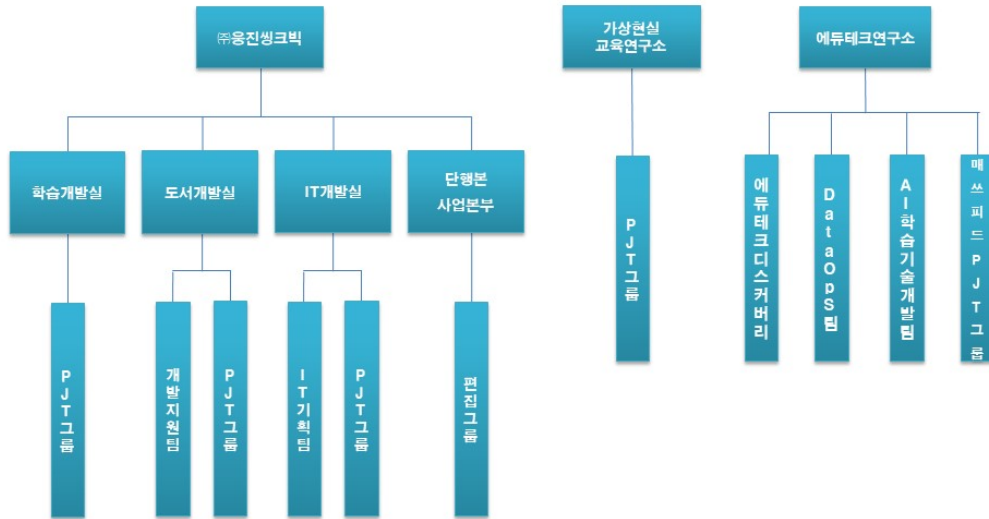 ㈜웅진씽크빅
가상현실
교육연구소
에듀테크연구소
학습개발실
도서개발실
IT개발실
단행본
사업본부
PJT그룹
에듀테크디스커버리
DataOpS팀
AI학습기술개발팀
매쓰피드PJT그룹
PJT그룹
개발지원팀
PJT그룹
IT기획팀
PJT그룹
편집그룹